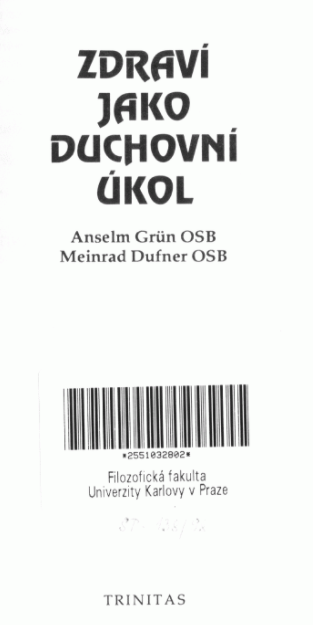 ZDRAVÍ
JAKO
DUCHOVNÍ
ÚKOL
Anselm Grün OSB
Meinrad Dufner OSB
*2551032802*
Filozofická fakulta
Univerzity Karlovy v Praze
TRINITAS